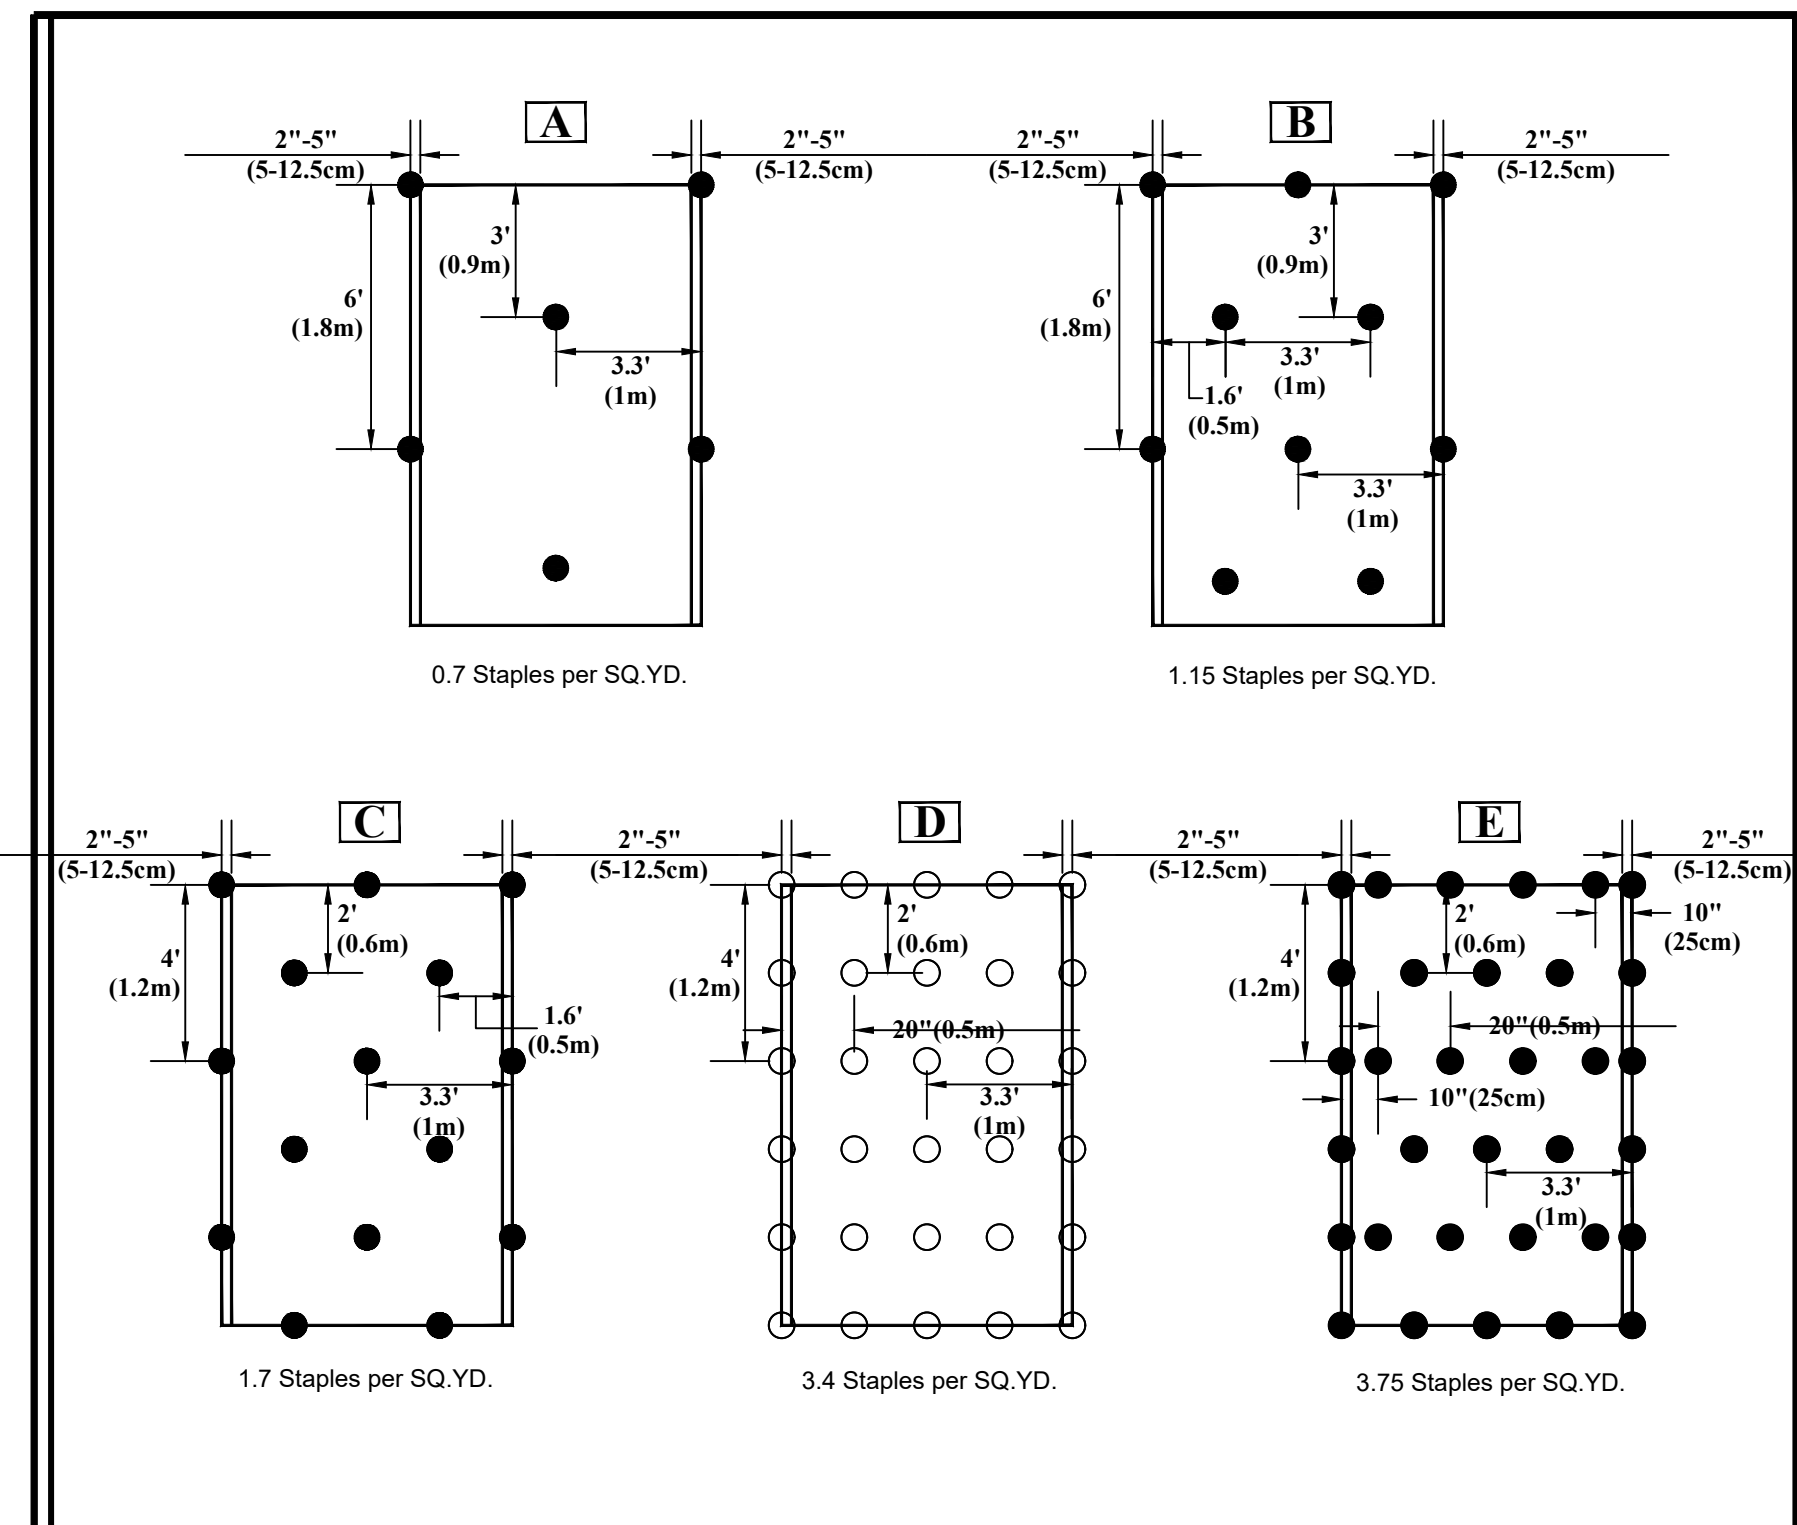 A
B
2"-5"
(5-12.5cm)
2"-5"
(5-12.5cm)
2"-5"
(5-12.5cm)
2"-5"
(5-12.5cm)
3'
(0.9m)
6'
(1.8m)
3.3'
(1m)
3'
(0.9m)
6'
(1.8m)
3.3'
(1m)
1.6'
(0.5m)
3.3'
(1m)
0.7 Staples per SQ.YD.
1.15 Staples per SQ.YD.
C
D
E
2"-5"
(5-12.5cm)
2"-5"
(5-12.5cm)
2"-5"
(5-12.5cm)
2"-5"
(5-12.5cm)
2'
(0.6m)
4'
(1.2m)
1.6'
(0.5m)
3.3'
(1m)
2'
(0.6m)
4'
(1.2m)
20"(0.5m)
3.3'
(1m)
10"
(25cm)
2'
(0.6m)
4'
(1.2m)
20"(0.5m)
10"(25cm)
3.3'
(1m)
1.7 Staples per SQ.YD.
3.4 Staples per SQ.YD.
3.75 Staples per SQ.YD.